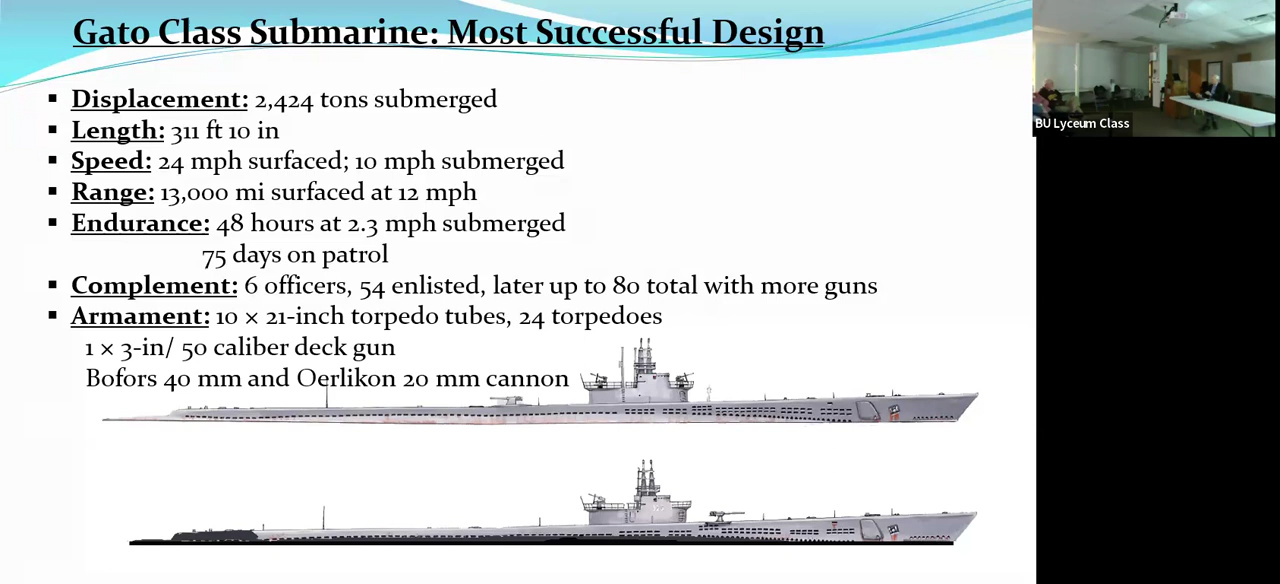 Gato Class Submarine: Most Successful Design
▪ Displacement: 2,424 tons submerged
▪ Length: 311 ft 10 in
▪ Speed: 24 mph surfaced; 10 mph submerged
▪ Range: 13,000 mi surfaced at 12 mph
▪ Endurance: 48 hours at 2.3 mph submerged
75 days on patrol
▪ Complement: 6 officers, 54 enlisted, later up to 80 total with more guns
▪ Armament: 10 × 21-inch torpedo tubes, 24 torpedoes
1 × 3-in/ 50 caliber deck gun
Bofors 40 mm and Oerlikon 20 mm cannon
BU Lyceum Class